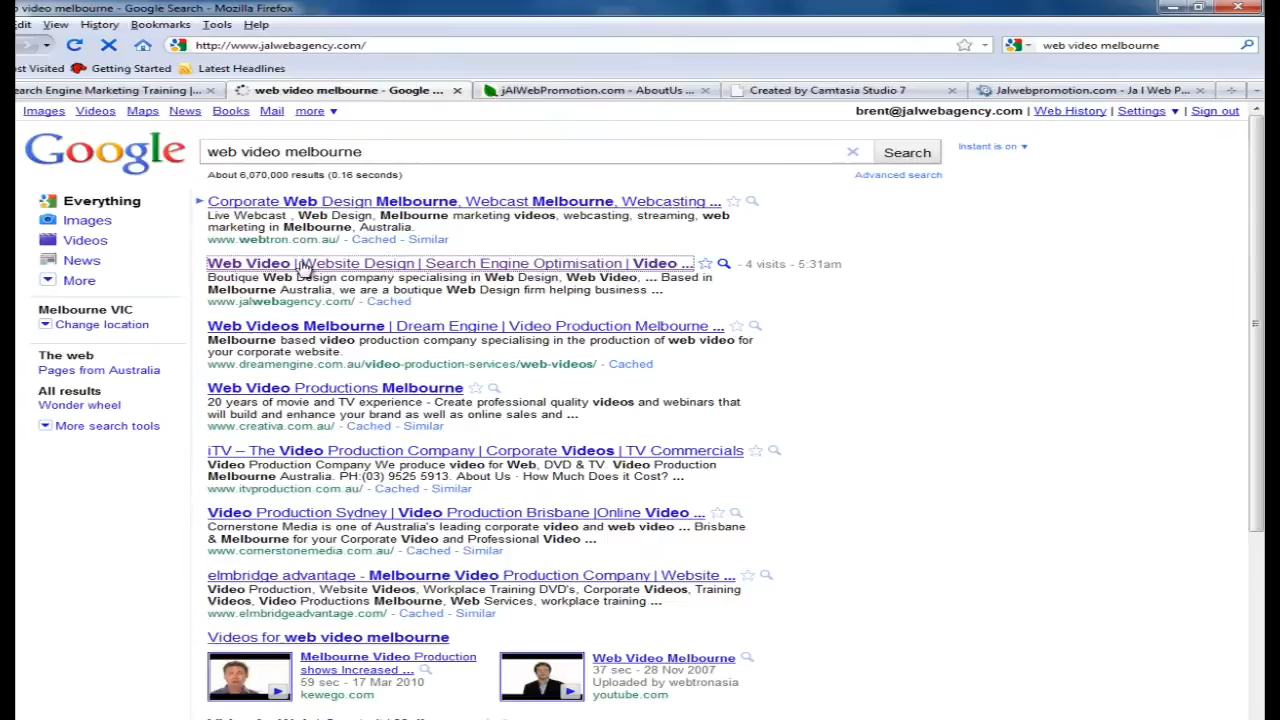 video melbourne - Google Search - Mozilla Firefox
Edit View History Bookmarks Tools Help
http://www.jalwebagency.com/
web video melbourne
st Visited Getting Started Latest Headlines
earch Engine Marketing Training |...
web video melbourne - Google ...
jAlWebPromotion.com - AboutUs ...
Created by Camtasia Studio 7
Jalwebpromotion.com - Ja l Web P...
Images Videos Maps News Books Mail more ▼
brent@jalwebagency.com | Web History | Settings ▼ | Sign out
Google
web video melbourne
Search
Instant is on ▼
About 6,070,000 results (0.16 seconds)
Advanced search
Everything
Images
Videos
News
More
Melbourne VIC
Change location
The web
Pages from Australia
All results
Wonder wheel
More search tools
Corporate Web Design Melbourne, Webcast Melbourne, Webcasting ...
Live Webcast , Web Design, Melbourne marketing videos, webcasting, streaming, web
marketing in Melbourne, Australia.
www.webtron.com.au/ - Cached - Similar
Web Video | Website Design | Search Engine Optimisation | Video ... - 4 visits - 5:31am
Boutique Web Design company specialising in Web Design, Web Video, ... Based in
Melbourne Australia, we are a boutique Web Design firm helping business ...
www.jalwebagency.com/ - Cached
Web Videos Melbourne | Dream Engine | Video Production Melbourne ...
Melbourne based video production company specialising in the production of web video for
your corporate website.
www.dreamengine.com.au/video-production-services/web-videos/ - Cached
Web Video Productions Melbourne
20 years of movie and TV experience - Create professional quality videos and webinars that
will build and enhance your brand as well as online sales and ...
www.creativa.com.au/ - Cached - Similar
iTV – The Video Production Company | Corporate Videos | TV Commercials
Video Production Company We produce video for Web, DVD & TV. Video Production
Melbourne Australia. PH:(03) 9525 5913. About Us · How Much Does it Cost? ...
www.itvproduction.com.au/ - Cached - Similar
Video Production Sydney | Video Production Brisbane |Online Video ...
Cornerstone Media is one of Australia's leading corporate video and web video ... Brisbane
& Melbourne for your Corporate Video and Professional Video ...
www.cornerstonemedia.com.au/ - Cached - Similar
elmbridge advantage - Melbourne Video Production Company | Website ...
Video Production, Website Videos, Workplace Training DVD's, Corporate Videos, Training
Videos, Video Productions Melbourne, Web Services, workplace training ...
www.elmbridgeadvantage.com/ - Cached - Similar
Videos for web video melbourne
Melbourne Video Production
shows Increased ...
59 sec - 17 Mar 2010
kewego.com
Web Video Melbourne
37 sec - 28 Nov 2007
Uploaded by webtronasia
youtube.com